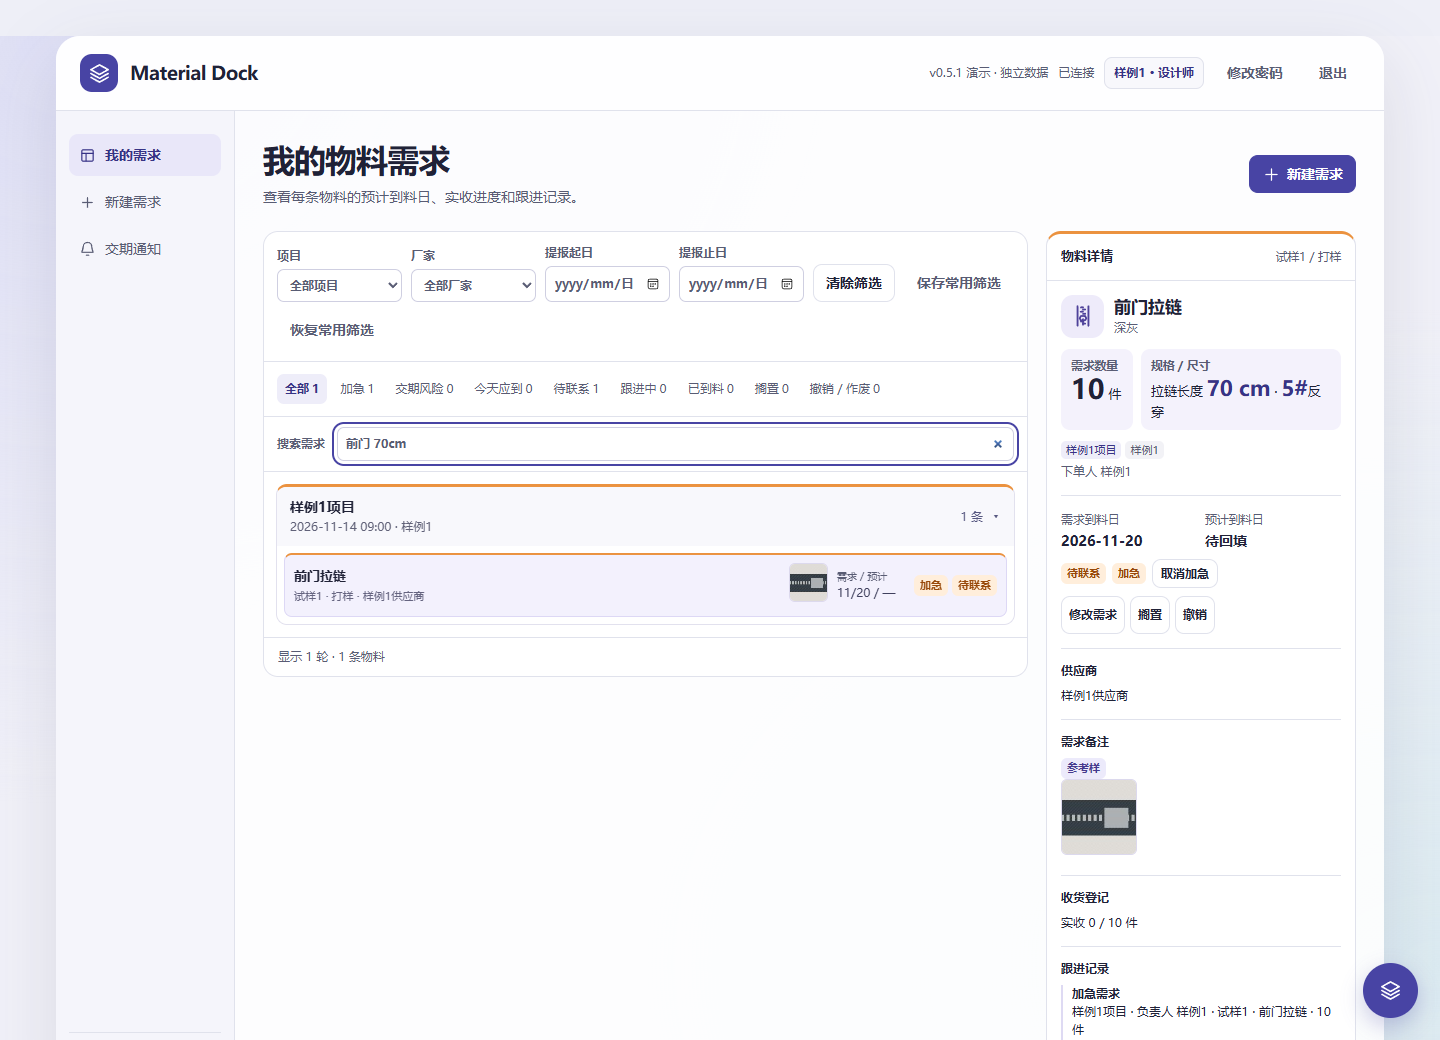 Material Dock
v0.5.1 演示 · 独立数据 已连接 样例1 · 设计师 修改密码 退出
我的需求
新建需求
交期通知
我的物料需求
查看每条物料的预计到料日、实收进度和跟进记录。
新建需求
项目 厂家 提报起日 提报止日
全部项目 全部厂家 yyyy/mm/日 yyyy/mm/日 清除筛选 保存常用筛选
恢复常用筛选
全部 1 加急 1 交期风险 0 今天应到 0 待联系 1 跟进中 0 已到料 0 搁置 0 撤销 / 作废 0
搜索需求 前门 70cm
样例1项目
2026-11-14 09:00 · 样例1
1 条
前门拉链
试样1 · 打样 · 样例1供应商
需求 / 预计
11/20 / —
加急 待联系
显示 1 轮 · 1 条物料
物料详情 试样1 / 打样
前门拉链
深灰
需求数量
10 件
规格 / 尺寸
拉链长度 70 cm · 5#反
穿
样例1项目 样例1
下单人 样例1
需求到料日 预计到料日
2026-11-20 待回填
待联系 加急 取消加急
修改需求 搁置 撤销
供应商
样例1供应商
需求备注
参考样
收货登记
实收 0 / 10 件
跟进记录
加急需求
样例1项目 · 负责人 样例1 · 试样1 · 前门拉链 · 10
件